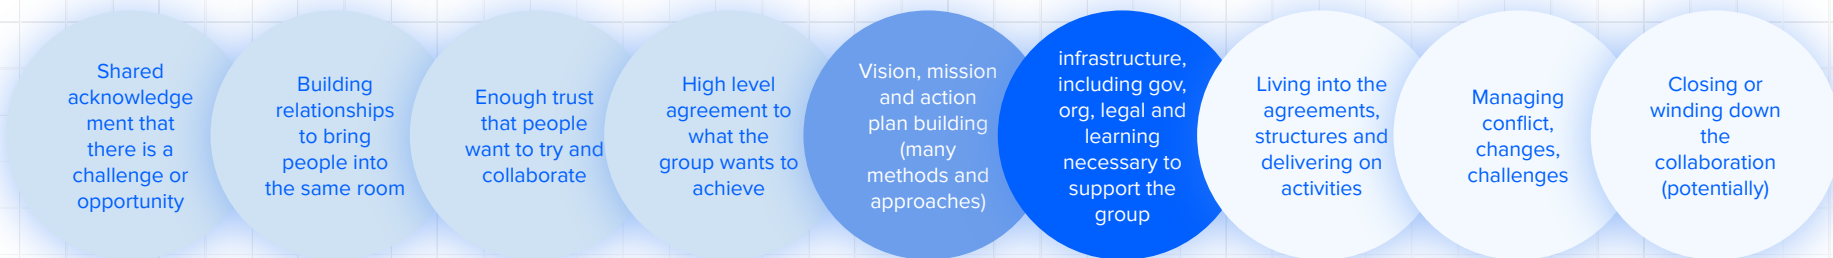 Shared
acknowledge
ment that
there is a
challenge or
opportunity
Building
relationships
to bring
people into
the same room
Enough trust
that people
want to try and
collaborate
High level
agreement to
what the
group wants to
achieve
Vision, mission
and action
plan building
(many
methods and
approaches)
infrastructure,
including gov,
org, legal and
learning
necessary to
support the
group
Living into the
agreements,
structures and
delivering on
activities
Managing
conflict,
changes,
challenges
Closing or
winding down
the
collaboration
(potentially)